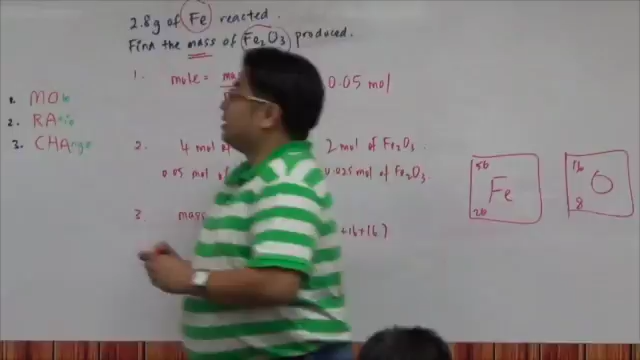 2.8g of Fe reacted.
Find the mass of Fe2O3 produced.
1. MOle
2. RAtio
3. CHAnge
1. mole = 0.05 mol
2. 4 mol of 2 mol of Fe2O3.
0.05 mol of 0.025 mol of Fe2O3.
3. mass +16+16)
56
Fe
26
16
O
8